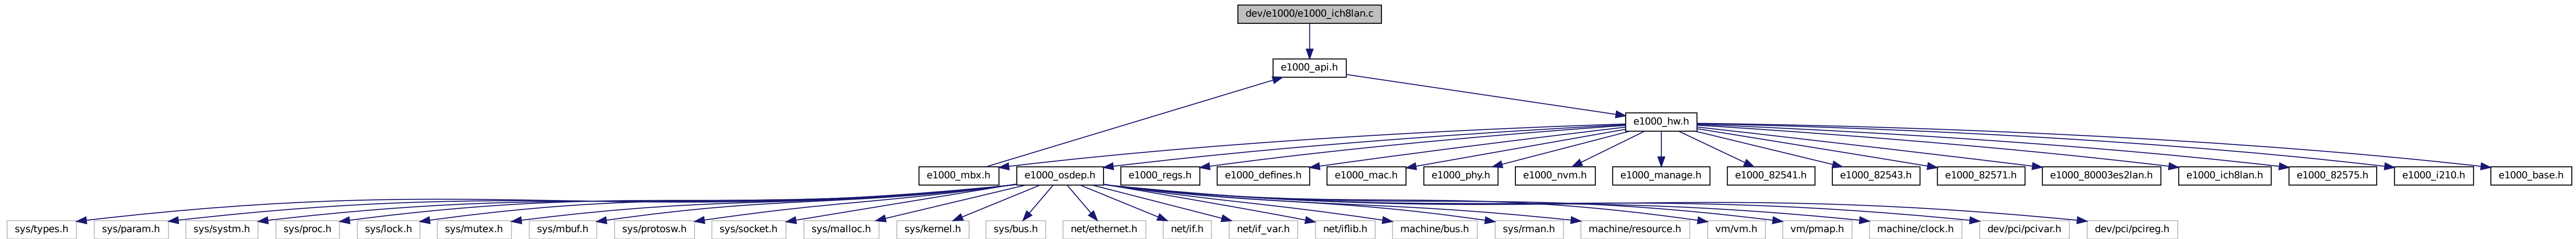 dev/e1000/e1000_ich8lan.c
e1000_api.h
e1000_hw.h
e1000_mbx.h e1000_osdep.h e1000_regs.h e1000_defines.h e1000_mac.h e1000_phy.h e1000_nvm.h e1000_manage.h e1000_82541.h e1000_82543.h e1000_82571.h e1000_80003es2lan.h e1000_ich8lan.h e1000_82575.h e1000_i210.h e1000_base.h
sys/types.h sys/param.h sys/systm.h sys/proc.h sys/lock.h sys/mutex.h sys/mbuf.h sys/protosw.h sys/socket.h sys/malloc.h sys/kernel.h sys/bus.h net/ethernet.h net/if.h net/if_var.h net/iflib.h machine/bus.h sys/rman.h machine/resource.h vm/vm.h vm/pmap.h machine/clock.h dev/pci/pcivar.h dev/pci/pcireg.h